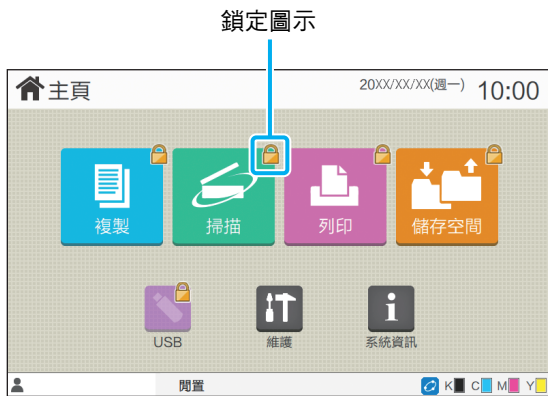 鎖定圖示
主頁
20XX/XX/XX(週一) 10:00
複製 掃描 列印 儲存空間
USB 維護 系統資訊
閒置 K C M Y